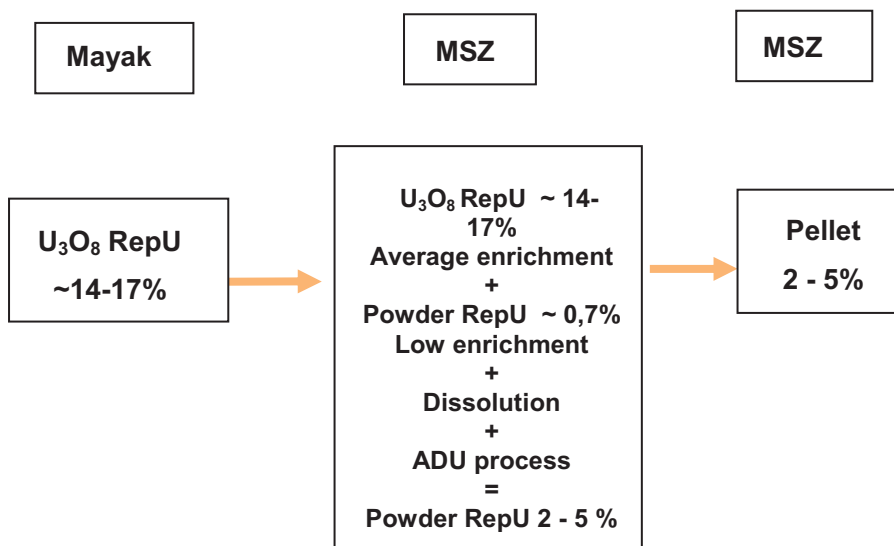 Mayak
MSZ
MSZ
U₃O₈ RepU
~14-17%
U₃O₈ RepU ~ 14-
17%
Average enrichment
+
Powder RepU ~ 0,7%
Low enrichment
+
Dissolution
+
ADU process
=
Powder RepU 2 - 5 %
Pellet
2 - 5%